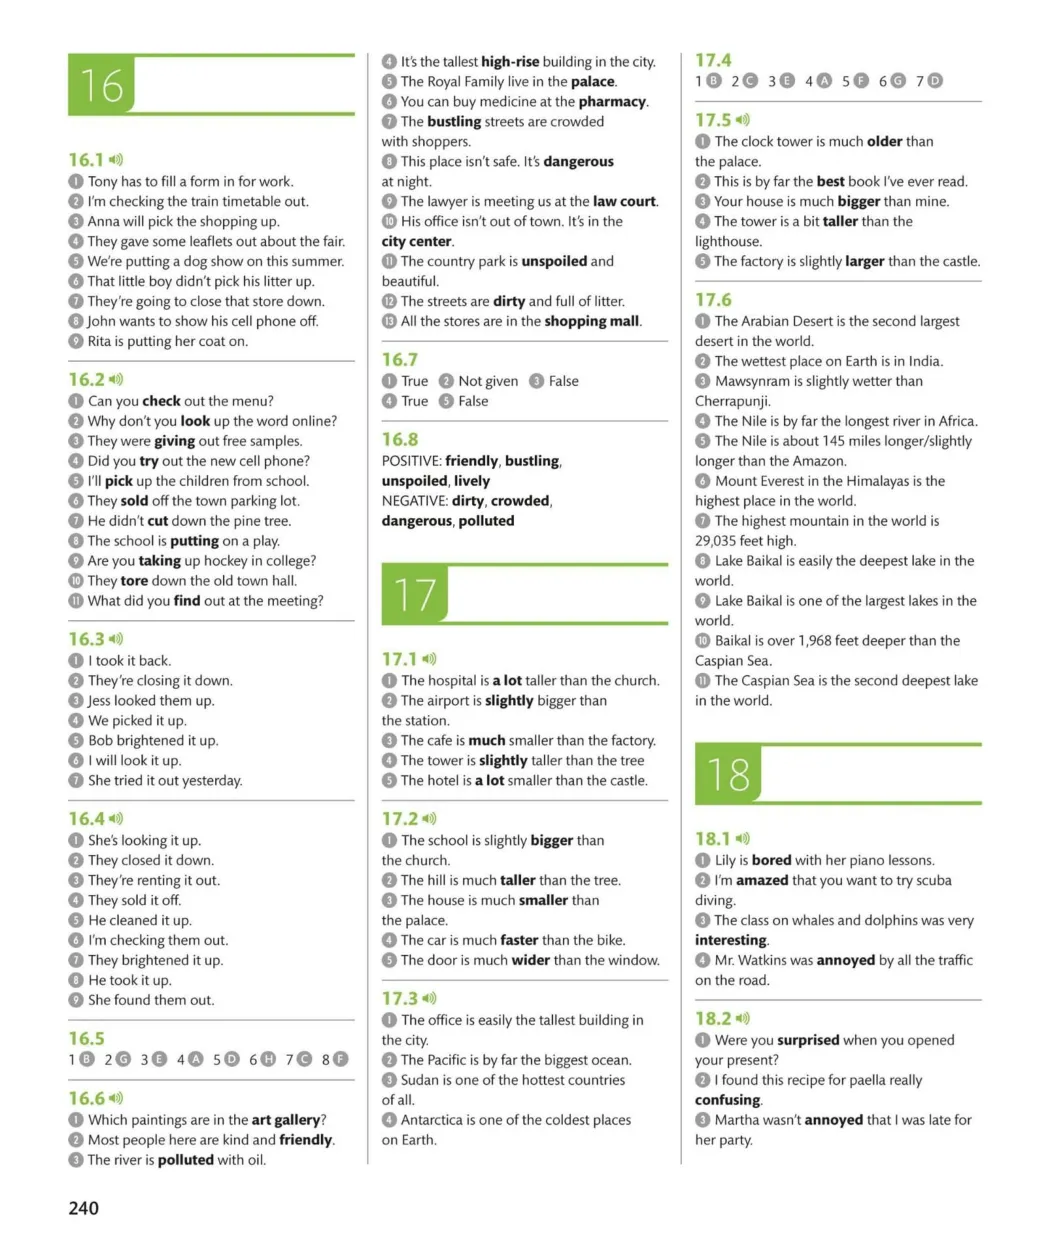 16
16.1
1 Tony has to fill a form in for work.
2 I'm checking the train timetable out.
3 Anna will pick the shopping up.
4 They gave some leaflets out about the fair.
5 We're putting a dog show on this summer.
6 That little boy didn't pick his litter up.
7 They're going to close that store down.
8 John wants to show his cell phone off.
9 Rita is putting her coat on.
16.2
1 Can you check out the menu?
2 Why don't you look up the word online?
3 They were giving out free samples.
4 Did you try out the new cell phone?
5 I'll pick up the children from school.
6 They sold off the town parking lot.
7 He didn't cut down the pine tree.
8 The school is putting on a play.
9 Are you taking up hockey in college?
10 They tore down the old town hall.
11 What did you find out at the meeting?
16.3
1 I took it back.
2 They're closing it down.
3 Jess looked them up.
4 We picked it up.
5 Bob brightened it up.
6 I will look it up.
7 She tried it out yesterday.
16.4
1 She's looking it up.
2 They closed it down.
3 They're renting it out.
4 They sold it off.
5 He cleaned it up.
6 I'm checking them out.
7 They brightened it up.
8 He took it up.
9 She found them out.
16.5
1 B 2 G 3 E 4 A 5 D 6 H 7 C 8 F
16.6
1 Which paintings are in the art gallery?
2 Most people here are kind and friendly.
3 The river is polluted with oil.
4 It's the tallest high-rise building in the city.
5 The Royal Family live in the palace.
6 You can buy medicine at the pharmacy.
7 The bustling streets are crowded
with shoppers.
8 This place isn't safe. It's dangerous
at night.
9 The lawyer is meeting us at the law court.
10 His office isn't out of town. It's in the
city center.
11 The country park is unspoiled and
beautiful.
12 The streets are dirty and full of litter.
13 All the stores are in the shopping mall.
16.7
1 True 2 Not given 3 False
4 True 5 False
16.8
POSITIVE: friendly, bustling,
unspoiled, lively
NEGATIVE: dirty, crowded,
dangerous, polluted
17
17.1
1 The hospital is a lot taller than the church.
2 The airport is slightly bigger than
the station.
3 The cafe is much smaller than the factory.
4 The tower is slightly taller than the tree
5 The hotel is a lot smaller than the castle.
17.2
1 The school is slightly bigger than
the church.
2 The hill is much taller than the tree.
3 The house is much smaller than
the palace.
4 The car is much faster than the bike.
5 The door is much wider than the window.
17.3
1 The office is easily the tallest building in
the city.
2 The Pacific is by far the biggest ocean.
3 Sudan is one of the hottest countries
of all.
4 Antarctica is one of the coldest places
on Earth.
17.4
1 B 2 C 3 E 4 A 5 F 6 G 7 D
17.5
1 The clock tower is much older than
the palace.
2 This is by far the best book I've ever read.
3 Your house is much bigger than mine.
4 The tower is a bit taller than the
lighthouse.
5 The factory is slightly larger than the castle.
17.6
1 The Arabian Desert is the second largest
desert in the world.
2 The wettest place on Earth is in India.
3 Mawsynram is slightly wetter than
Cherrapunji.
4 The Nile is by far the longest river in Africa.
5 The Nile is about 145 miles longer/slightly
longer than the Amazon.
6 Mount Everest in the Himalayas is the
highest place in the world.
7 The highest mountain in the world is
29,035 feet high.
8 Lake Baikal is easily the deepest lake in the
world.
9 Lake Baikal is one of the largest lakes in the
world.
10 Baikal is over 1,968 feet deeper than the
Caspian Sea.
11 The Caspian Sea is the second deepest lake
in the world.
18
18.1
1 Lily is bored with her piano lessons.
2 I'm amazed that you want to try scuba
diving.
3 The class on whales and dolphins was very
interesting.
4 Mr. Watkins was annoyed by all the traffic
on the road.
18.2
1 Were you surprised when you opened
your present?
2 I found this recipe for paella really
confusing.
3 Martha wasn't annoyed that I was late for
her party.
240